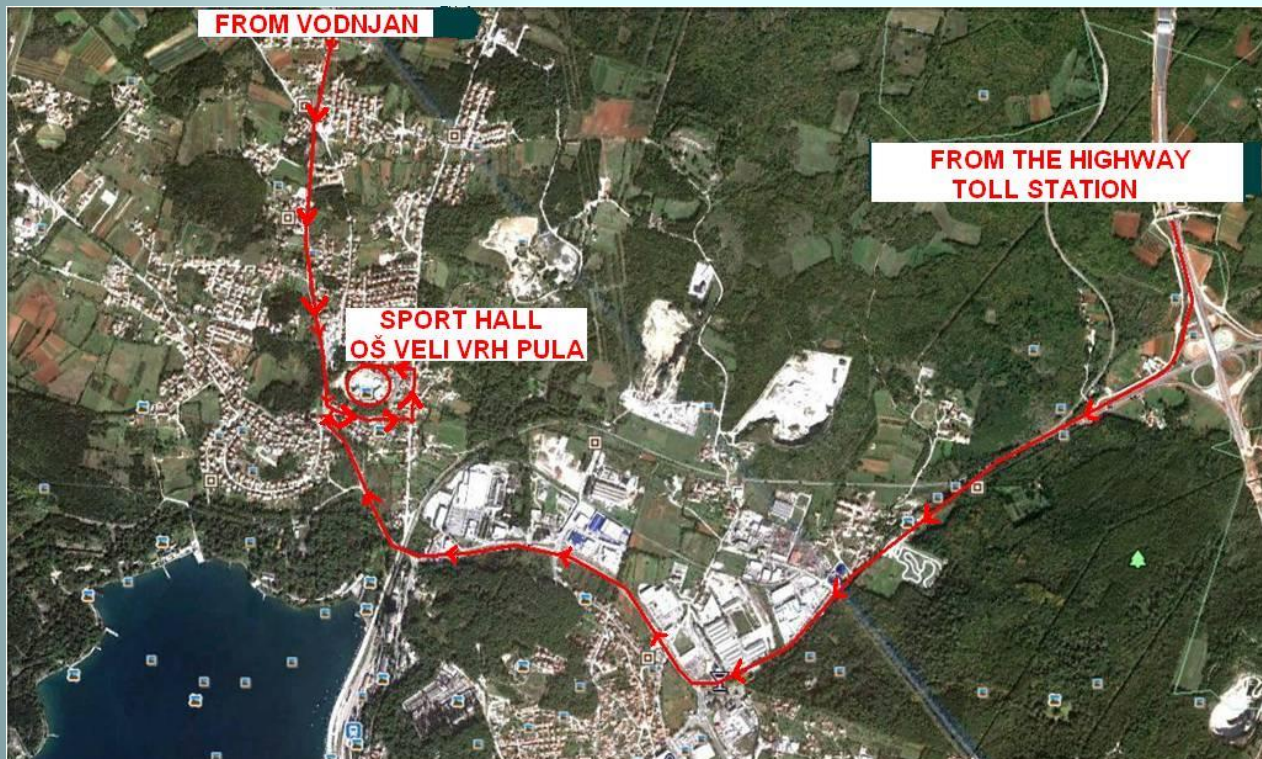 FROM VODNJAN
FROM THE HIGHWAY
TOLL STATION
SPORT HALL
OŠ VELI VRH PULA